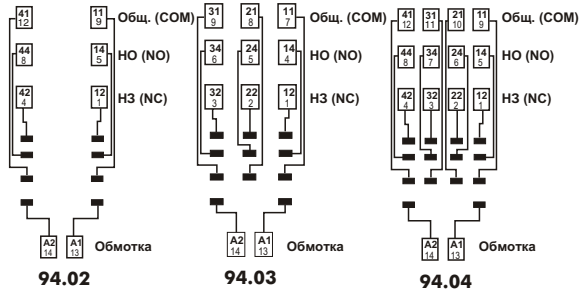 41 11 Общ. (COM)
12 9
44 14 НО (NO)
8 5
42 12 НЗ (NC)
4 1
A2 A1 Обмотка
14 13
94.02
31 21 11 Общ. (COM)
9 8 7
34 24 14 НО (NO)
6 5 4
32 22 12 НЗ (NC)
3 2 1
A2 A1 Обмотка
14 13
94.03
41 31 21 11 Общ. (COM)
12 11 10 9
44 34 24 14 НО (NO)
8 7 6 5
42 32 22 12 НЗ (NC)
4 3 2 1
A2 A1 Обмотка
14 13
94.04